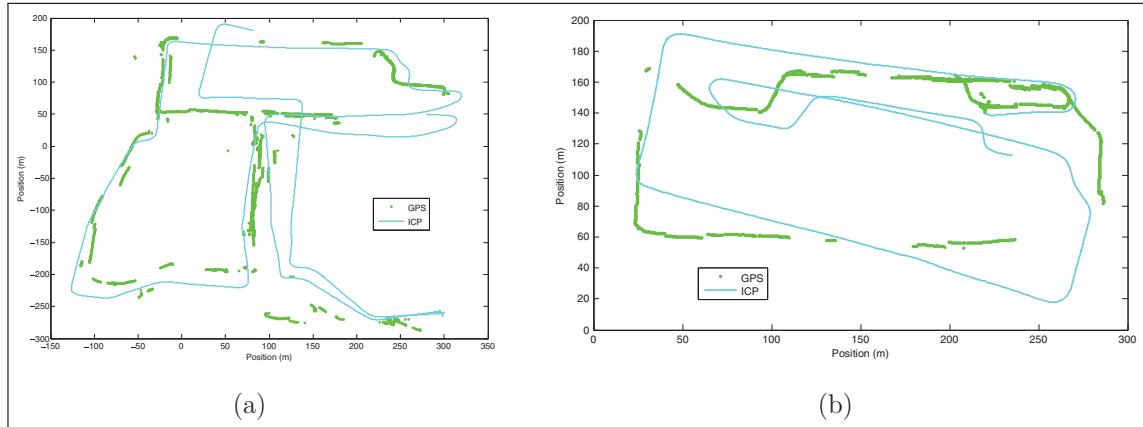 200
150
100
50
0
−50
−100
−150
−200
−250
−300
−150 −100 −50 0 50 100 150 200 250 300 350
Position (m)
Position (m)
GPS
ICP
(a)
200
180
160
140
120
100
80
60
40
20
0
0 50 100 150 200 250 300
Position (m)
Position (m)
GPS
ICP
(b)